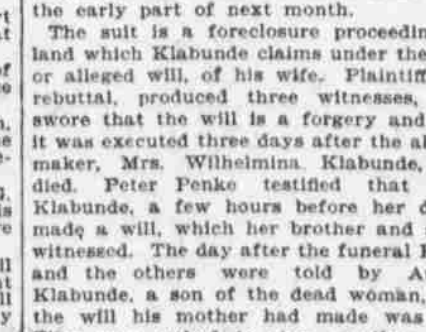 the early part of next month.
The suit is a foreclosure proceedin
land which Klabunde claims under the
or alleged will, of his wife. Plaintiff
rebuttal, produced three witnesses,
swore that the will is a forgery and
it was executed three days after the al
maker, Mrs. Wilhelmina Klabunde,
died. Peter Penke testified that
Klabunde, a few hours before her d
made a will, which her brother and
witnessed. The day after the funeral
and the others were told by A
Klabunde, a son of the dead woman,
the will his mother had made was